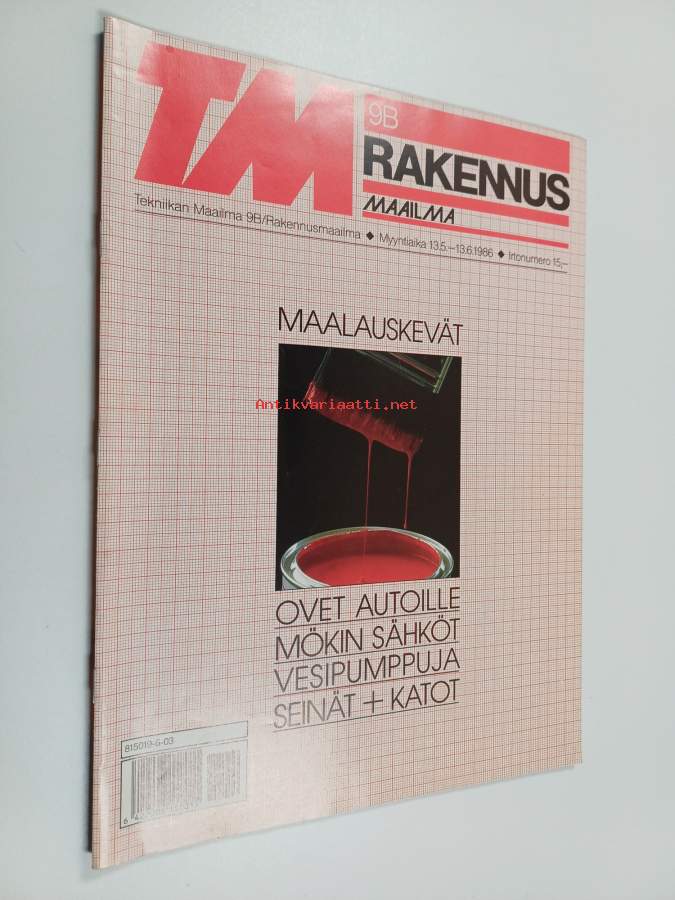 TM
9B
RAKENNUS
MAAILMA
Tekniikan Maailma 9B/Rakennusmaailma ◆ Myyntiaika 13.5.–13.6.1986 ◆ Irtonumero 15,–
MAALAUSKEVÄT
Antikvariaatti.net
OVET AUTOILLE
MÖKIN SÄHKÖT
VESIPUMPPUJA
SEINÄT + KATOT
815019-6-03